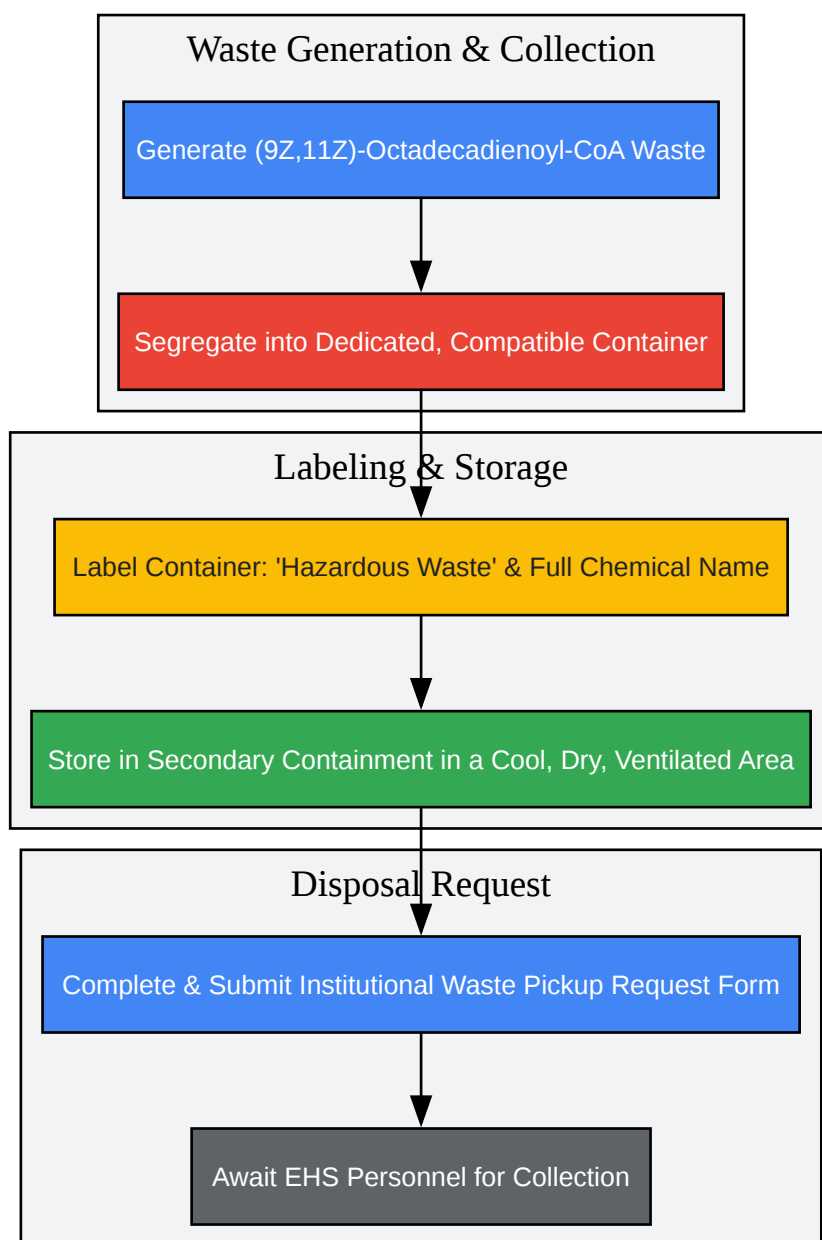 Waste Generation & Collection
Generate (9Z,11Z)-Octadecadienoyl-CoA Waste
Segregate into Dedicated, Compatible Container
Labeling & Storage
Label Container: 'Hazardous Waste' & Full Chemical Name
Store in Secondary Containment in a Cool, Dry, Ventilated Area
Disposal Request
Complete & Submit Institutional Waste Pickup Request Form
Await EHS Personnel for Collection